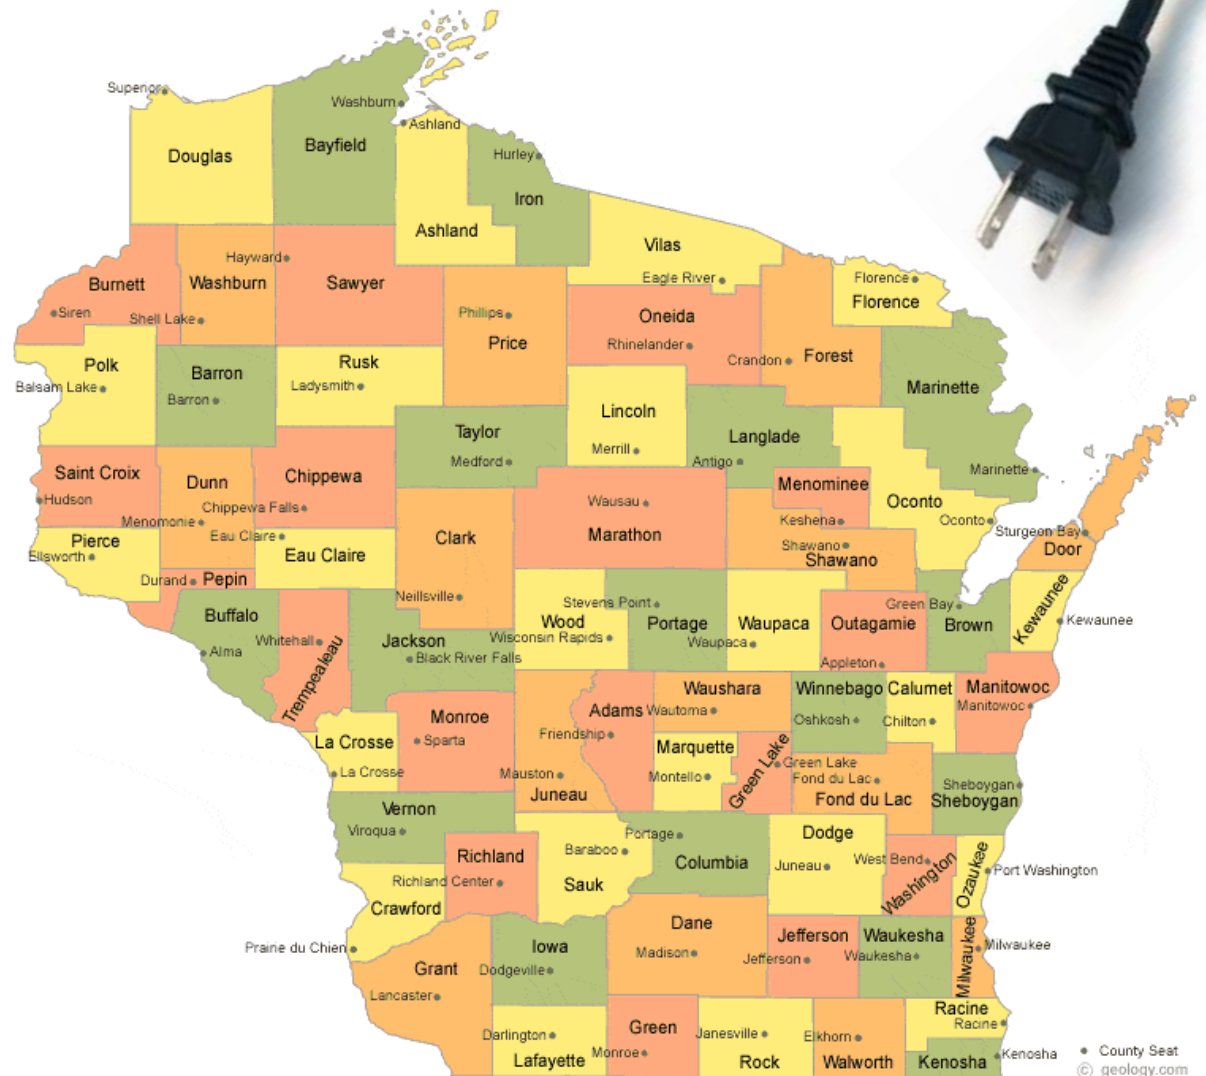 Superior
Washburn
Ashland
Douglas
Bayfield
Hurley
Iron
Ashland
Vilas
Hayward
Eagle River
Florence
Burnett
Washburn
Sawyer
Florence
Siren
Shell Lake
Phillips
Oneida
Price
Rhinelander
Crandon
Forest
Polk
Barron
Rusk
Marinette
Balsam Lake
Barron
Ladysmith
Lincoln
Taylor
Langlade
Merrill
Medford
Antigo
Marinette
Saint Croix
Dunn
Chippewa
Menominee
Hudson
Chippewa Falls
Wausau
Oconto
Menomonie
Keshena
Oconto
Pierce
Eau Claire
Clark
Marathon
Sturgeon Bay
Ellsworth
Eau Claire
Shawano
Shawano
Door
Durand
Pepin
Neillsville
Stevens Point
Green Bay
Kewaunee
Buffalo
Wood
Portage
Waupaca
Outagamie
Brown
Kewaunee
Whitehall
Jackson
Wisconsin Rapids
Waupaca
Alma
Black River Falls
Appleton
Trempealeau
Waushara
Winnebago
Calumet
Manitowoc
Monroe
Adams
Wautoma
Oshkosh
Chilton
Manitowoc
La Crosse
Sparta
Friendship
Marquette
Green Lake
Green Lake
La Crosse
Mauston
Montello
Fond du Lac
Sheboygan
Juneau
Fond du Lac
Sheboygan
Vernon
Viroqua
Portage
Dodge
Richland
Baraboo
Columbia
Juneau
West Bend
Washington
Ozaukee
Port Washington
Richland Center
Sauk
Crawford
Dane
Jefferson
Waukesha
Milwaukee
Milwaukee
Prairie du Chien
Iowa
Madison
Jefferson
Waukesha
Grant
Dodgeville
Lancaster
Racine
Racine
Darlington
Green
Janesville
Elkhorn
Lafayette
Monroe
Rock
Walworth
Kenosha
Kenosha
County Seat
© geology.com